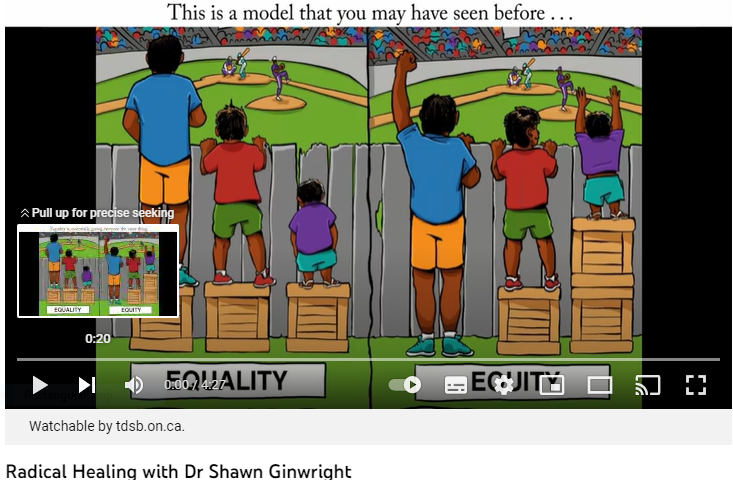 This is a model that you may have seen before . . .
Pull up for precise seeking
EQUALITY
EQUITY
0:20
EQUALITY
EQUITY
0:00 / 4:27
Watchable by tdsb.on.ca.
Radical Healing with Dr Shawn Ginwright